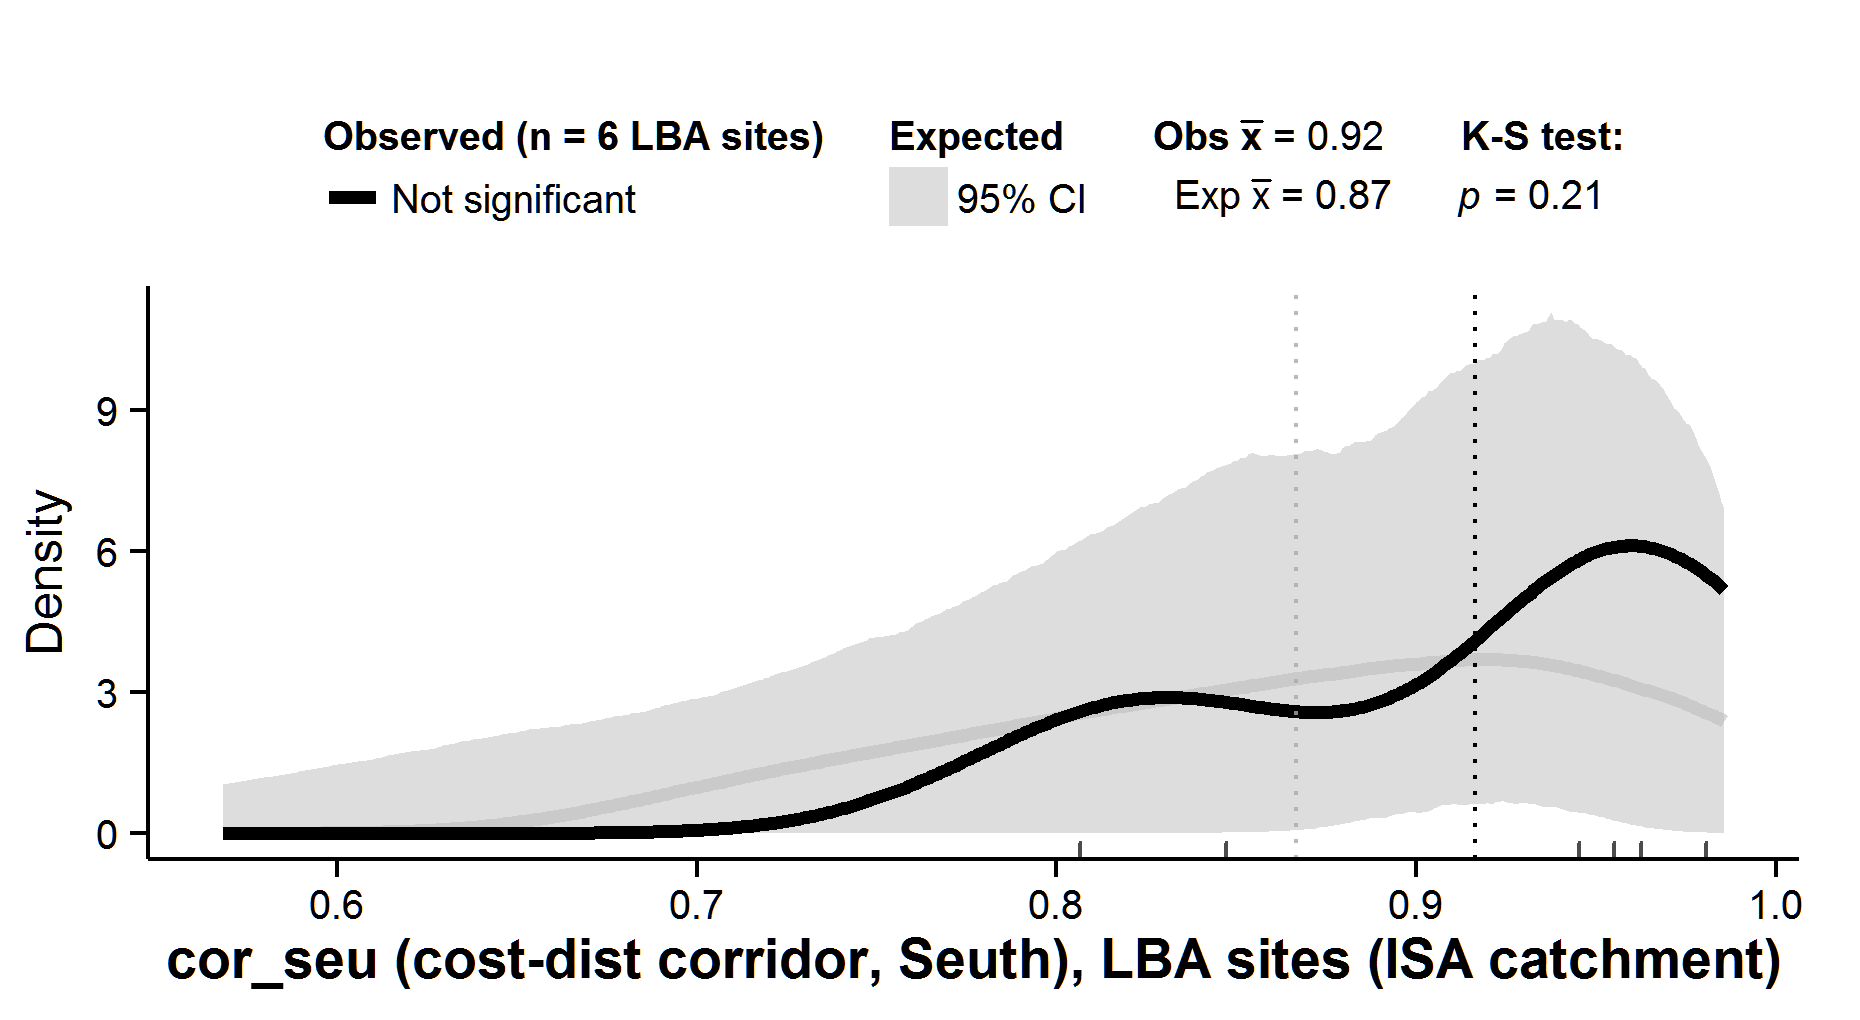 Observed (n = 6 LBA sites) Expected Obs x̅ = 0.92 K-S test:
Not significant 95% CI Exp x̅ = 0.87 p = 0.21
9
6
3
0
Density
0.6 0.7 0.8 0.9 1.0
cor_seu (cost-dist corridor, Seuth), LBA sites (ISA catchment)